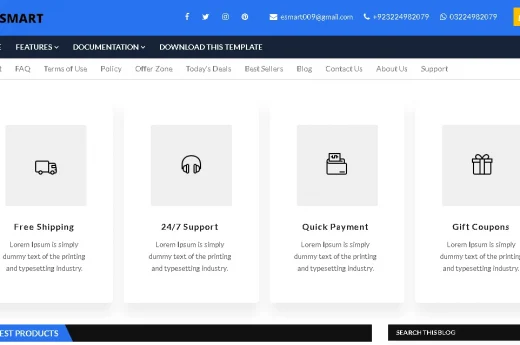 ESMART esmart009@gmail.com +923224982079 03224982079
FEATURES DOCUMENTATION DOWNLOAD THIS TEMPLATE
FAQ Terms of Use Policy Offer Zone Today's Deals Best Sellers Blog Contact Us About Us Support
Free Shipping
Lorem Ipsum is simply
dummy text of the printing
and typesetting industry.
24/7 Support
Lorem Ipsum is simply
dummy text of the printing
and typesetting industry.
Quick Payment
Lorem Ipsum is simply
dummy text of the printing
and typesetting industry.
Gift Coupons
Lorem Ipsum is simply
dummy text of the printing
and typesetting industry.
EST PRODUCTS
SEARCH THIS BLOG